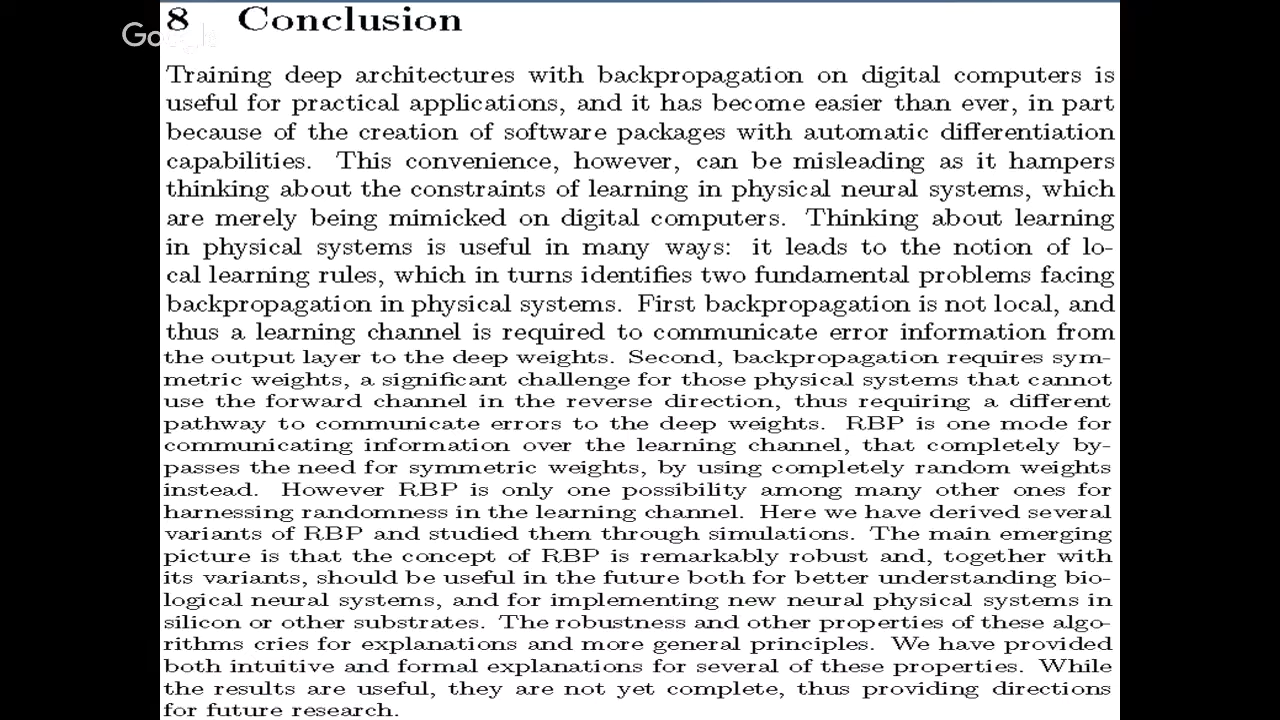 Google
8 Conclusion
Training deep architectures with backpropagation on digital computers is
useful for practical applications, and it has become easier than ever, in part
because of the creation of software packages with automatic differentiation
capabilities. This convenience, however, can be misleading as it hampers
thinking about the constraints of learning in physical neural systems, which
are merely being mimicked on digital computers. Thinking about learning
in physical systems is useful in many ways: it leads to the notion of lo-
cal learning rules, which in turns identifies two fundamental problems facing
backpropagation in physical systems. First backpropagation is not local, and
thus a learning channel is required to communicate error information from
the output layer to the deep weights. Second, backpropagation requires sym-
metric weights, a significant challenge for those physical systems that cannot
use the forward channel in the reverse direction, thus requiring a different
pathway to communicate errors to the deep weights. RBP is one mode for
communicating information over the learning channel, that completely by-
passes the need for symmetric weights, by using completely random weights
instead. However RBP is only one possibility among many other ones for
harnessing randomness in the learning channel. Here we have derived several
variants of RBP and studied them through simulations. The main emerging
picture is that the concept of RBP is remarkably robust and, together with
its variants, should be useful in the future both for better understanding bio-
logical neural systems, and for implementing new neural physical systems in
silicon or other substrates. The robustness and other properties of these algo-
rithms cries for explanations and more general principles. We have provided
both intuitive and formal explanations for several of these properties. While
the results are useful, they are not yet complete, thus providing directions
for future research.